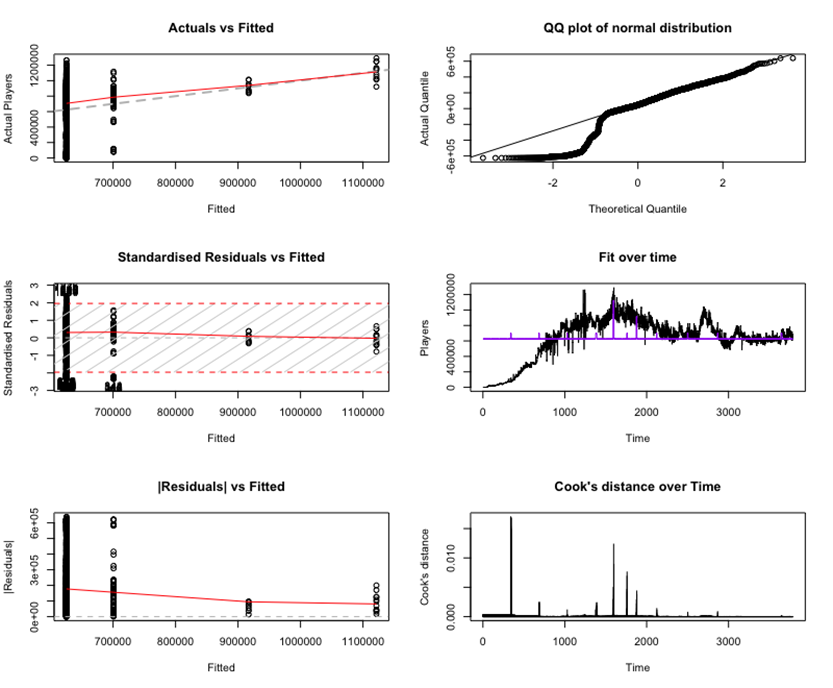 Actuals vs Fitted
Actual Players
0 400000 1200000
700000 800000 900000 1000000 1100000
Fitted
QQ plot of normal distribution
Actual Quantile
-6e+05 0e+00 6e+05
-2 0 2
Theoretical Quantile
Standardised Residuals vs Fitted
Standardised Residuals
-3 -1 0 1 2 3
700000 800000 900000 1000000 1100000
Fitted
Fit over time
Players
0 400000 1200000
0 1000 2000 3000
Time
|Residuals| vs Fitted
|Residuals|
0e+00 3e+05 6e+05
700000 800000 900000 1000000 1100000
Fitted
Cook's distance over Time
Cook's distance
0.000 0.010
0 1000 2000 3000
Time